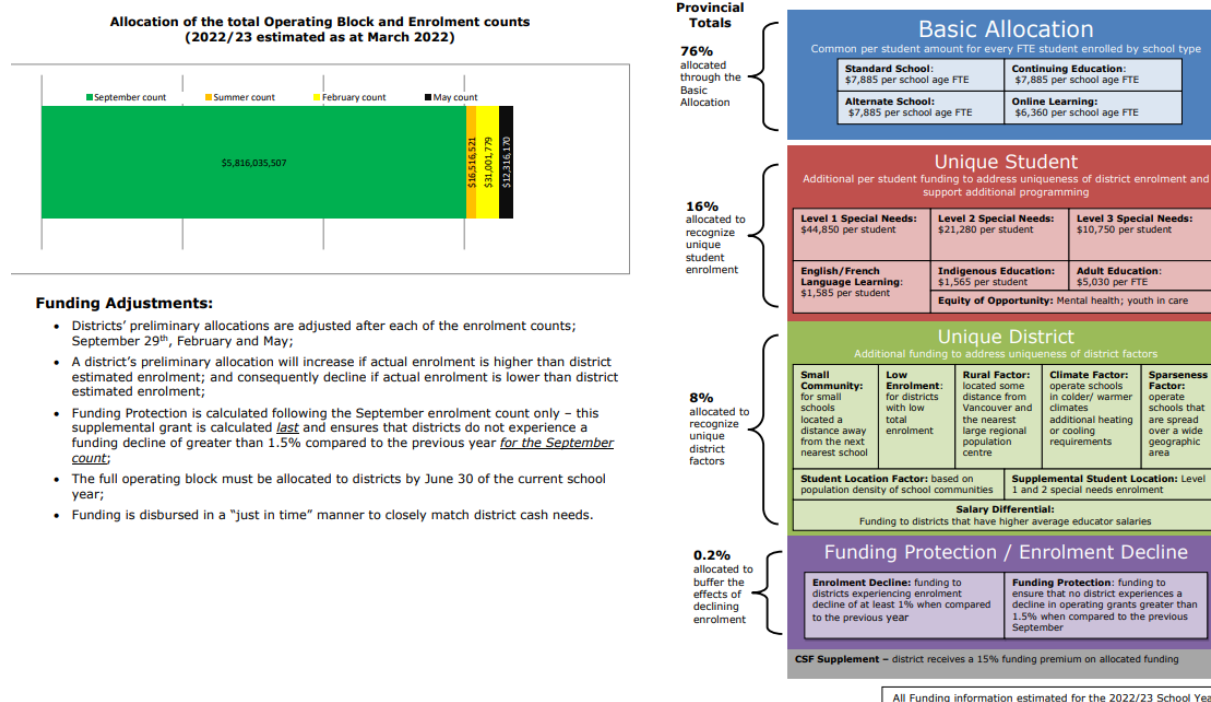 Allocation of the total Operating Block and Enrolment counts
(2022/23 estimated as at March 2022)
September count
Summer count
February count
May count
$5,816,035,507
$16,516,521
$31,001,779
$12,316,170
Funding Adjustments:
• Districts' preliminary allocations are adjusted after each of the enrolment counts;
September 29th, February and May;
• A district's preliminary allocation will increase if actual enrolment is higher than district
estimated enrolment; and consequently decline if actual enrolment is lower than district
estimated enrolment;
• Funding Protection is calculated following the September enrolment count only – this
supplemental grant is calculated last and ensures that districts do not experience a
funding decline of greater than 1.5% compared to the previous year for the September
count;
• The full operating block must be allocated to districts by June 30 of the current school
year;
• Funding is disbursed in a "just in time" manner to closely match district cash needs.
Provincial
Totals
76%
allocated
through the
Basic
Allocation
Basic Allocation
Common per student amount for every FTE student enrolled by school type
Standard School:
$7,885 per school age FTE
Continuing Education:
$7,885 per school age FTE
Alternate School:
$7,885 per school age FTE
Online Learning:
$6,360 per school age FTE
16%
allocated to
recognize
unique
student
enrolment
Unique Student
Additional per student funding to address uniqueness of district enrolment and
support additional programming
Level 1 Special Needs:
$44,850 per student
Level 2 Special Needs:
$21,280 per student
Level 3 Special Needs:
$10,750 per student
English/French
Language Learning:
$1,585 per student
Indigenous Education:
$1,565 per student
Adult Education:
$5,030 per FTE
Equity of Opportunity: Mental health; youth in care
8%
allocated to
recognize
unique
district
factors
Unique District
Additional funding to address uniqueness of district factors
Small
Community:
for small
schools
located a
distance away
from the next
nearest school
Low
Enrolment:
for districts
with low
total
enrolment
Rural Factor:
located some
distance from
Vancouver and
the nearest
large regional
population
centre
Climate Factor:
operate schools
in colder/ warmer
climates
additional heating
or cooling
requirements
Sparseness
Factor:
operate
schools that
are spread
over a wide
geographic
area
Student Location Factor: based on
population density of school communities
Supplemental Student Location: Level
1 and 2 special needs enrolment
Salary Differential:
Funding to districts that have higher average educator salaries
0.2%
allocated to
buffer the
effects of
declining
enrolment
Funding Protection / Enrolment Decline
Enrolment Decline: funding to
districts experiencing enrolment
decline of at least 1% when compared
to the previous year
Funding Protection: funding to
ensure that no district experiences a
decline in operating grants greater than
1.5% when compared to the previous
September
CSF Supplement – district receives a 15% funding premium on allocated funding
All Funding information estimated for the 2022/23 School Yea